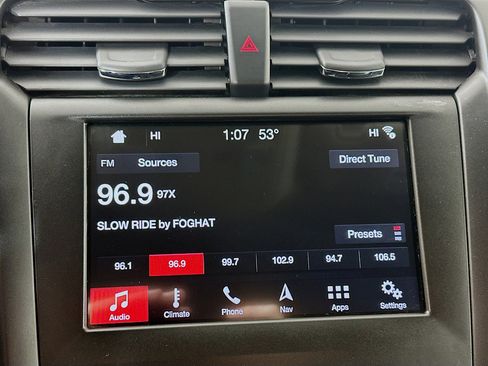 HI 1:07 53° HI
FM Sources Direct Tune
96.9 97X
SLOW RIDE by FOGHAT
Presets
96.1 96.9 99.7 102.9 94.7 106.5
Audio Climate Phone Nav Apps Settings